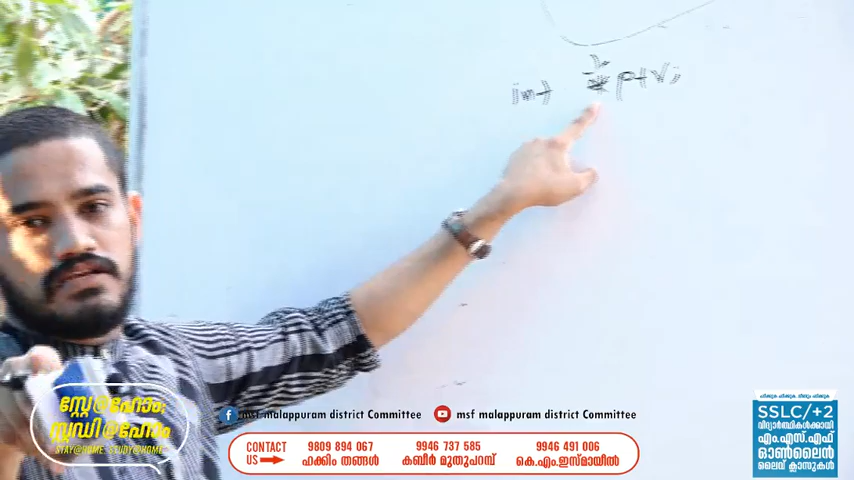 int *ptr;
സ്റ്റേ@ഹോം;
സ്റ്റഡി@ഹോം
STAY@HOME; STUDY@HOME
msf malappuram district Committee
msf malappuram district Committee
CONTACT US
9809 894 067
ഹക്കിം തങ്ങൾ
9946 737 585
കബീർ മുതുപറമ്പ്
9946 491 006
കെ.എം.ഇസ്മായീൽ
SSLC/+2
വിദ്യാർത്ഥികൾക്കായി
എം.എസ്.എഫ്
ഓൺലൈൻ
ലൈവ് ക്ലാസുകൾ